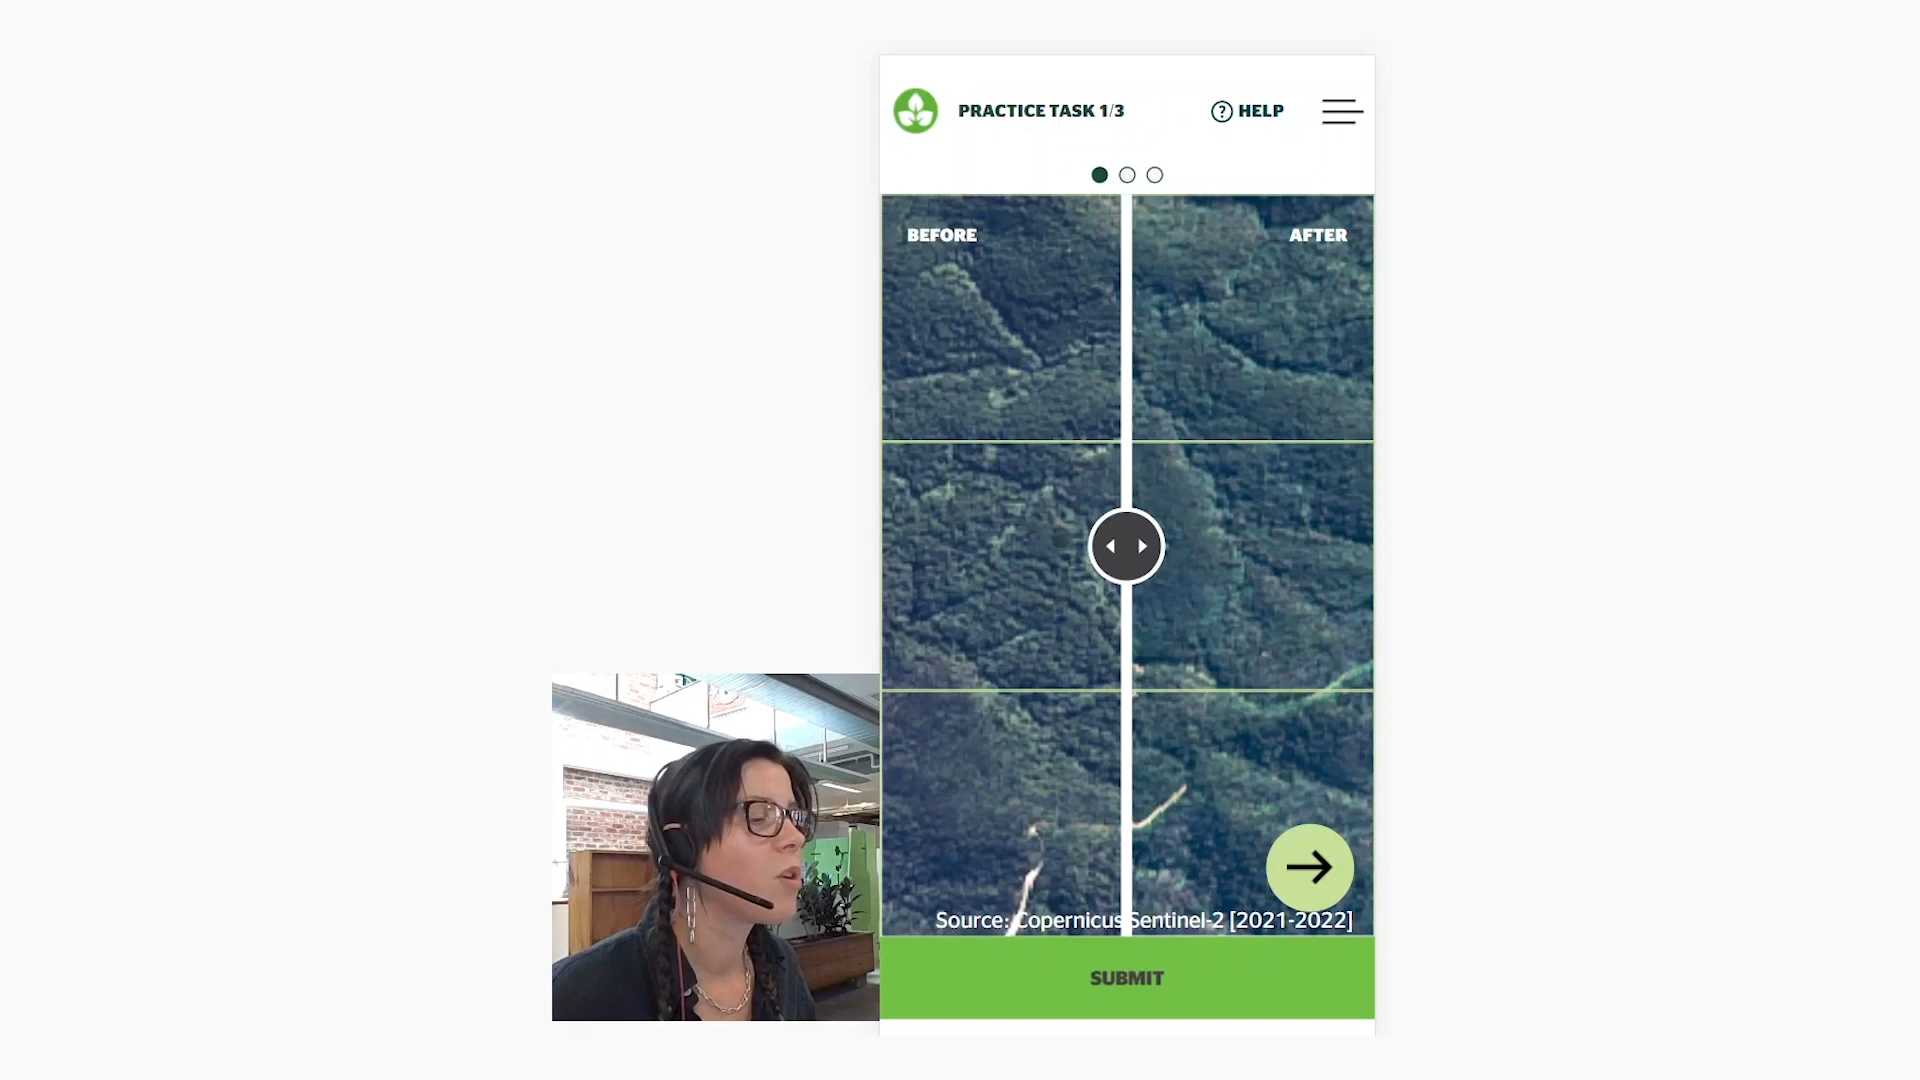 PRACTICE TASK 1/3
? HELP
BEFORE
AFTER
Source: Copernicus Sentinel-2 [2021-2022]
SUBMIT